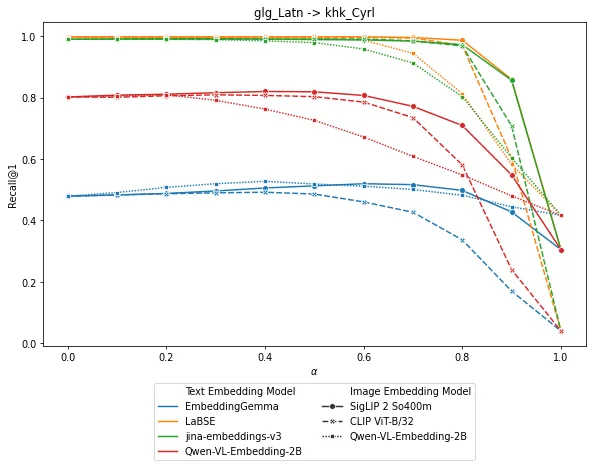 glg_Latn -> khk_Cyrl
Recall@1
1.0
0.8
0.6
0.4
0.2
0.0
0.0 0.2 0.4 0.6 0.8 1.0
α
Text Embedding Model Image Embedding Model
EmbeddingGemma SigLIP 2 So400m
LaBSE CLIP ViT-B/32
jina-embeddings-v3 Qwen-VL-Embedding-2B
Qwen-VL-Embedding-2B